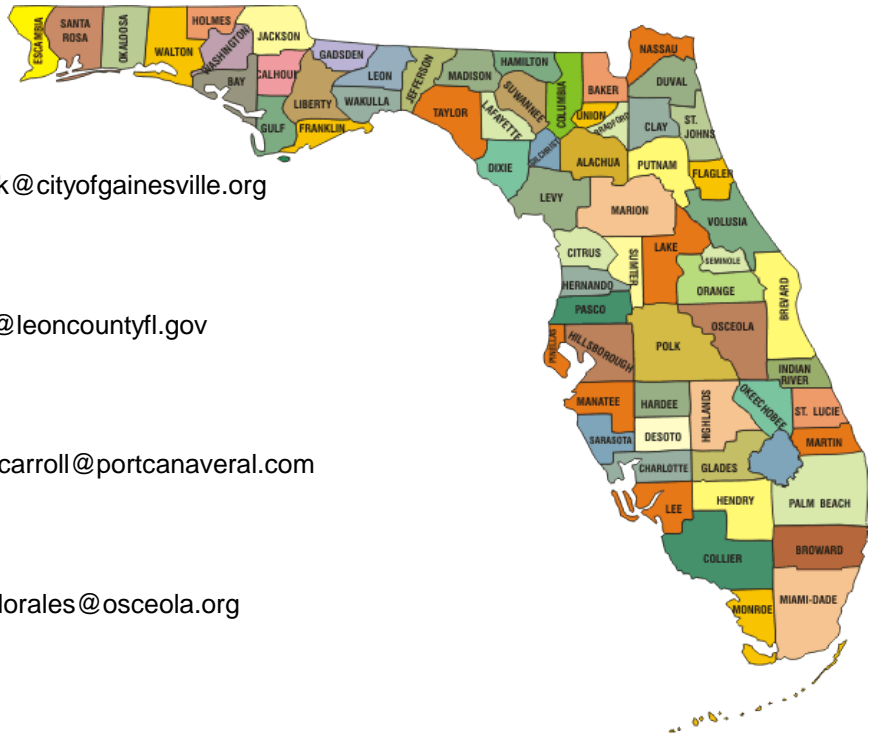 ESCAMBIA
SANTA
ROSA
OKALOOSA
WALTON
HOLMES
WASHINGTON
BAY
JACKSON
CALHOUN
GULF
GADSDEN
LIBERTY
FRANKLIN
LEON
WAKULLA
JEFFERSON
MADISON
TAYLOR
HAMILTON
SUWANNEE
LAFAYETTE
DIXIE
COLUMBIA
GILCHRIST
BAKER
UNION
BRADFORD
NASSAU
DUVAL
CLAY
ST.
JOHNS
ALACHUA
PUTNAM
FLAGLER
LEVY
MARION
VOLUSIA
k@cityofgainesville.org
CITRUS
SUMTER
LAKE
SEMINOLE
HERNANDO
ORANGE
BREVARD
PASCO
@leoncountyfl.gov
PINELLAS
HILLSBOROUGH
POLK
OSCEOLA
INDIAN
RIVER
MANATEE
HARDEE
HIGHLANDS
OKEECHOBEE
ST. LUCIE
SARASOTA
DESOTO
MARTIN
carroll@portcanaveral.com
CHARLOTTE
GLADES
LEE
HENDRY
PALM BEACH
COLLIER
BROWARD
lorales@osceola.org
MONROE
MIAMI-DADE